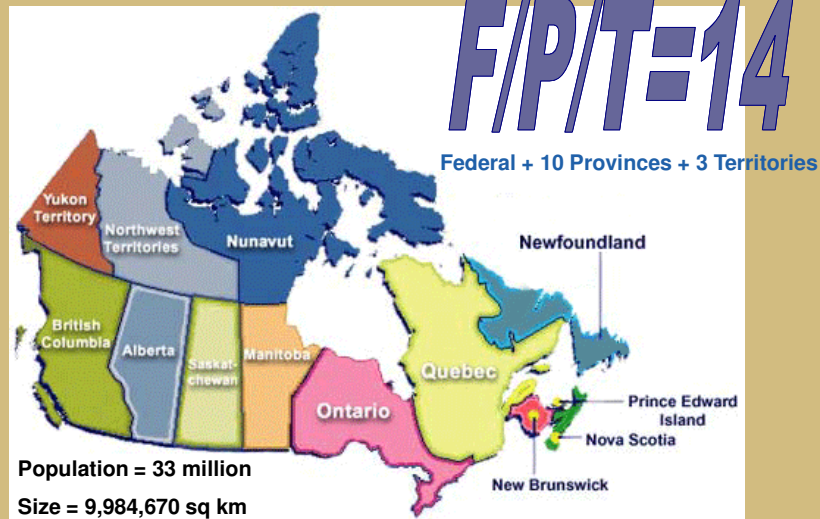 F/P/T=14
Federal + 10 Provinces + 3 Territories
Yukon
Territory
Northwest
Territories
Nunavut
Newfoundland
British
Columbia
Alberta
Saskat-
chewan
Manitoba
Quebec
Ontario
Prince Edward
Island
Nova Scotia
New Brunswick
Population = 33 million
Size = 9,984,670 sq km